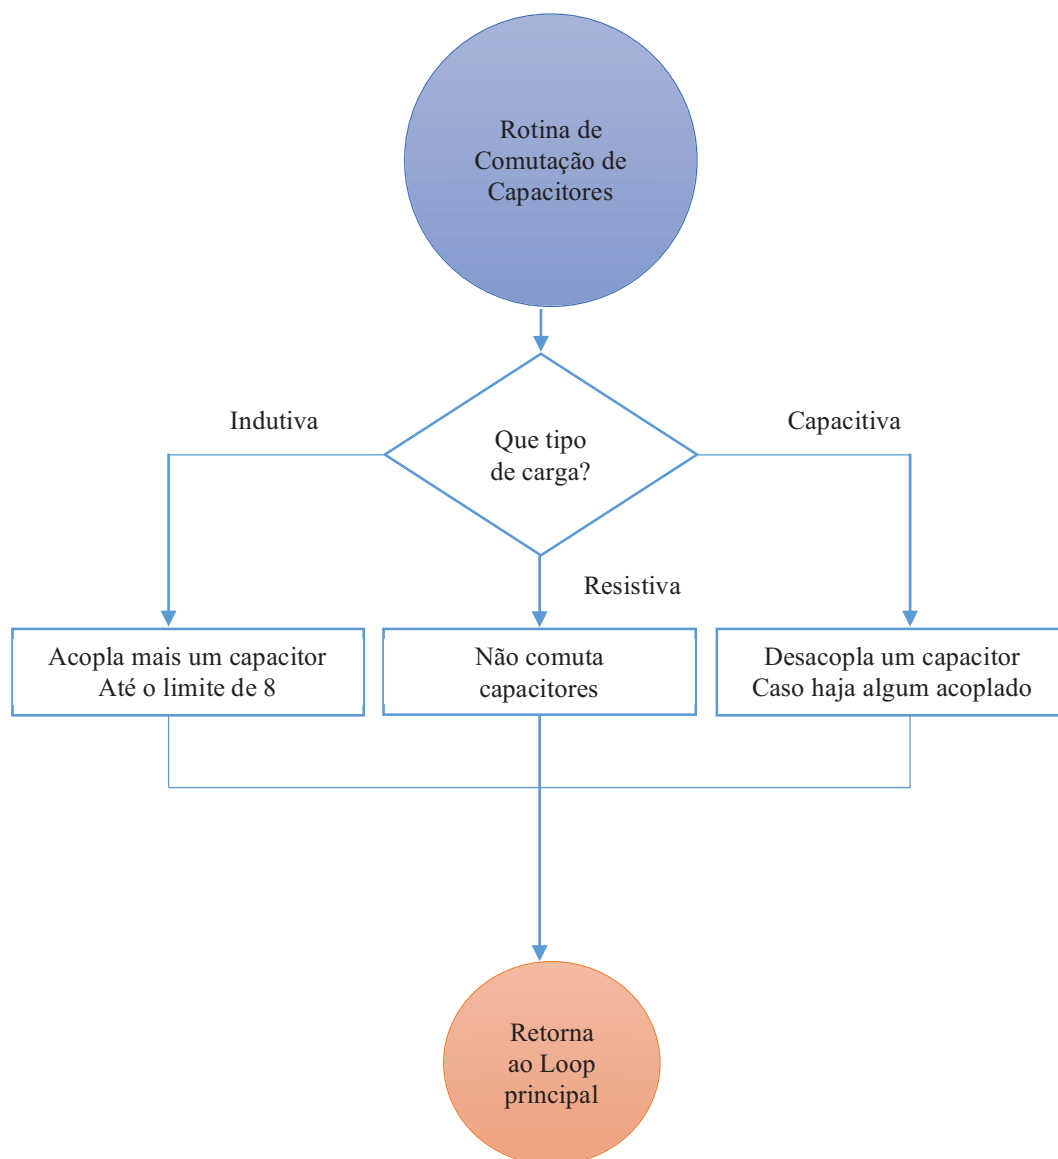 Rotina de
Comutação de
Capacitores
Indutiva
Capacitiva
Que tipo
de carga?
Resistiva
Acopla mais um capacitor
Até o limite de 8
Não comuta
capacitores
Desacopla um capacitor
Caso haja algum acoplado
Retorna
ao Loop
principal